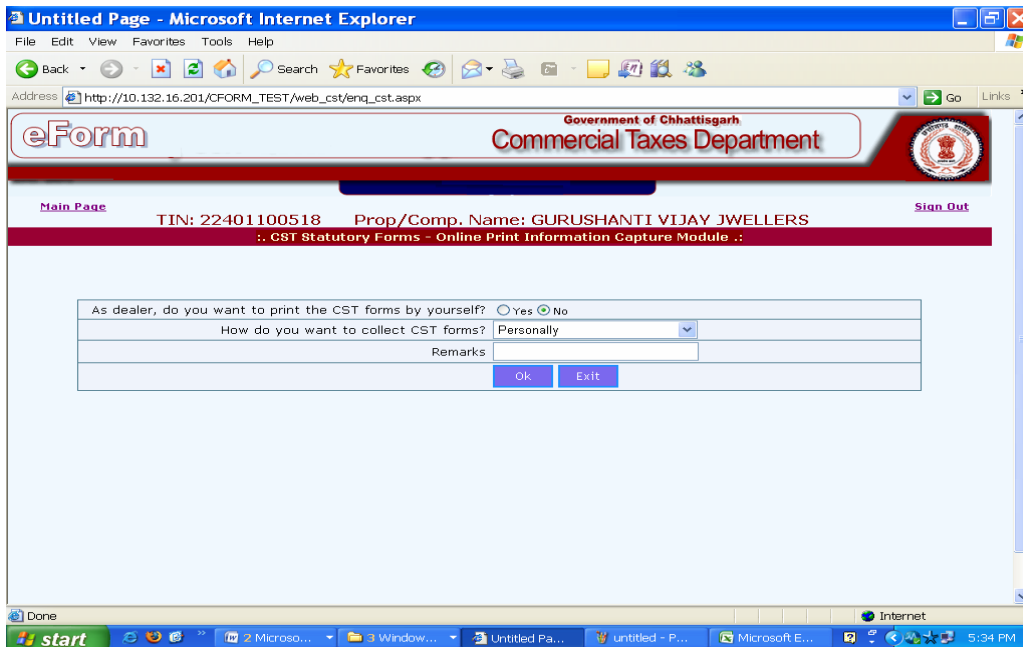 Untitled Page - Microsoft Internet Explorer
File Edit View Favorites Tools Help
Back Search Favorites
Address http://10.132.16.201/CFORM_TEST/web_cst/enq_cst.aspx Go Links
eForm
Government of Chhattisgarh
Commercial Taxes Department
Main Page Sign Out
TIN: 22401100518 Prop/Comp. Name: GURUSHANTI VIJAY JWELLERS
:. CST Statutory Forms - Online Print Information Capture Module .:
As dealer, do you want to print the CST forms by yourself? Yes No
How do you want to collect CST forms? Personally
Remarks
Ok Exit
Done Internet
start 2 Microso... 3 Window... Untitled Pa... untitled - P... Microsoft E... 5:34 PM